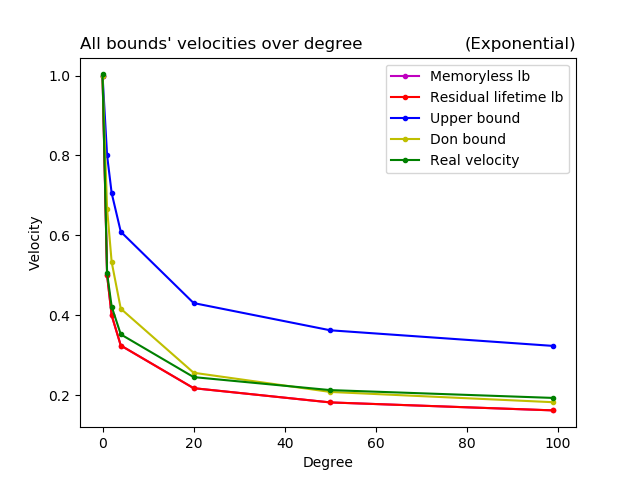 All bounds' velocities over degree (Exponential)
Memoryless lb
Residual lifetime lb
Upper bound
Don bound
Real velocity
Velocity
1.0
0.8
0.6
0.4
0.2
0 20 40 60 80 100
Degree